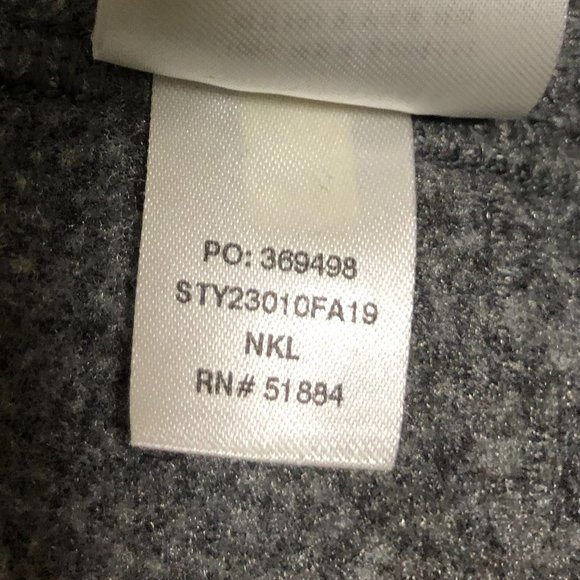 PO: 369498
STY23010FA19
NKL
RN# 51884